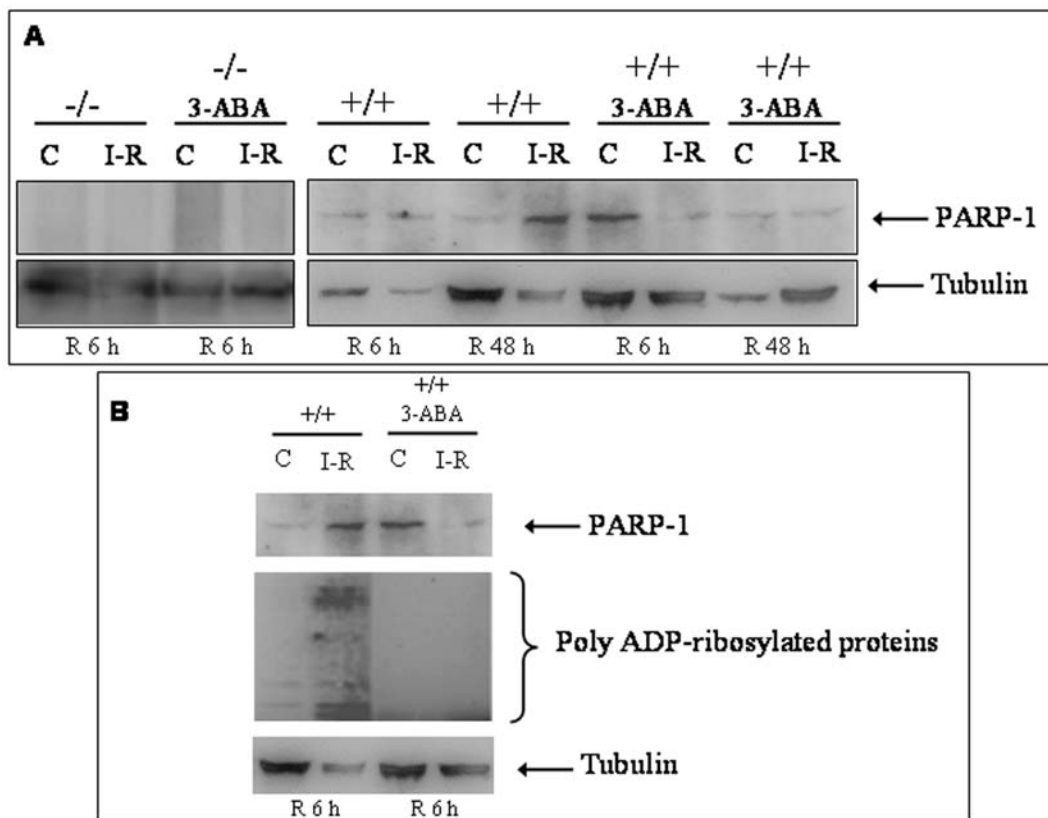 A
-/- -/- 3-ABA +/+ +/+ +/+ 3-ABA +/+ 3-ABA
C I-R C I-R C I-R C I-R C I-R C I-R
PARP-1
Tubulin
R 6 h R 6 h R 6 h R 48 h R 6 h R 48 h
B
+/+ +/+ 3-ABA
C I-R C I-R
PARP-1
Poly ADP-ribosylated proteins
Tubulin
R 6 h R 6 h